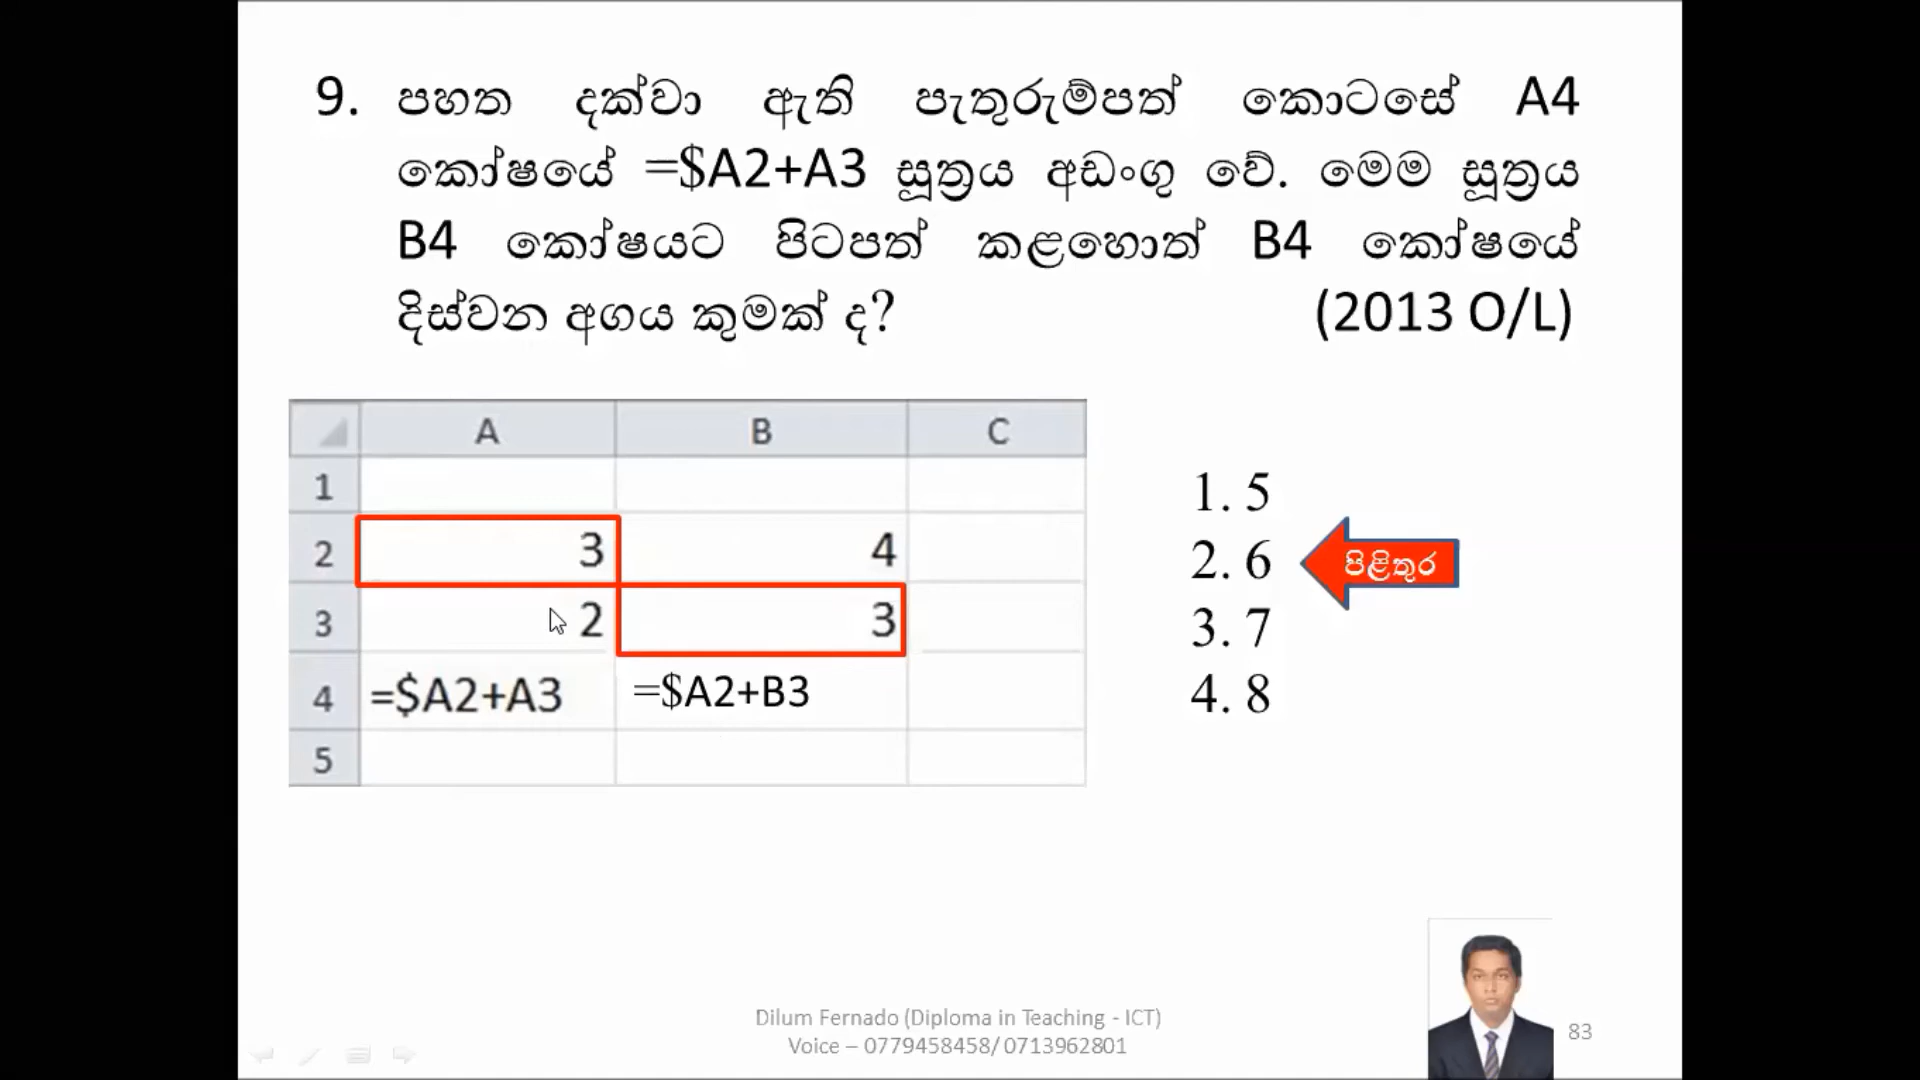 9. පහත දක්වා ඇති පැතුරුම්පත් කොටසේ A4
කෝෂයේ =$A2+A3 සූත්‍රය අඩංගු වේ. මෙම සූත්‍රය
B4 කෝෂයට පිටපත් කළහොත් B4 කෝෂයේ
දිස්වන අගය කුමක් ද? (2013 O/L)
A B C
1
2 3 4
3 2 3
4 =$A2+A3 =$A2+B3
5
1. 5
2. 6
පිළිතුර
3. 7
4. 8
Dilum Fernado (Diploma in Teaching - ICT)
Voice – 0779458458/ 0713962801
83